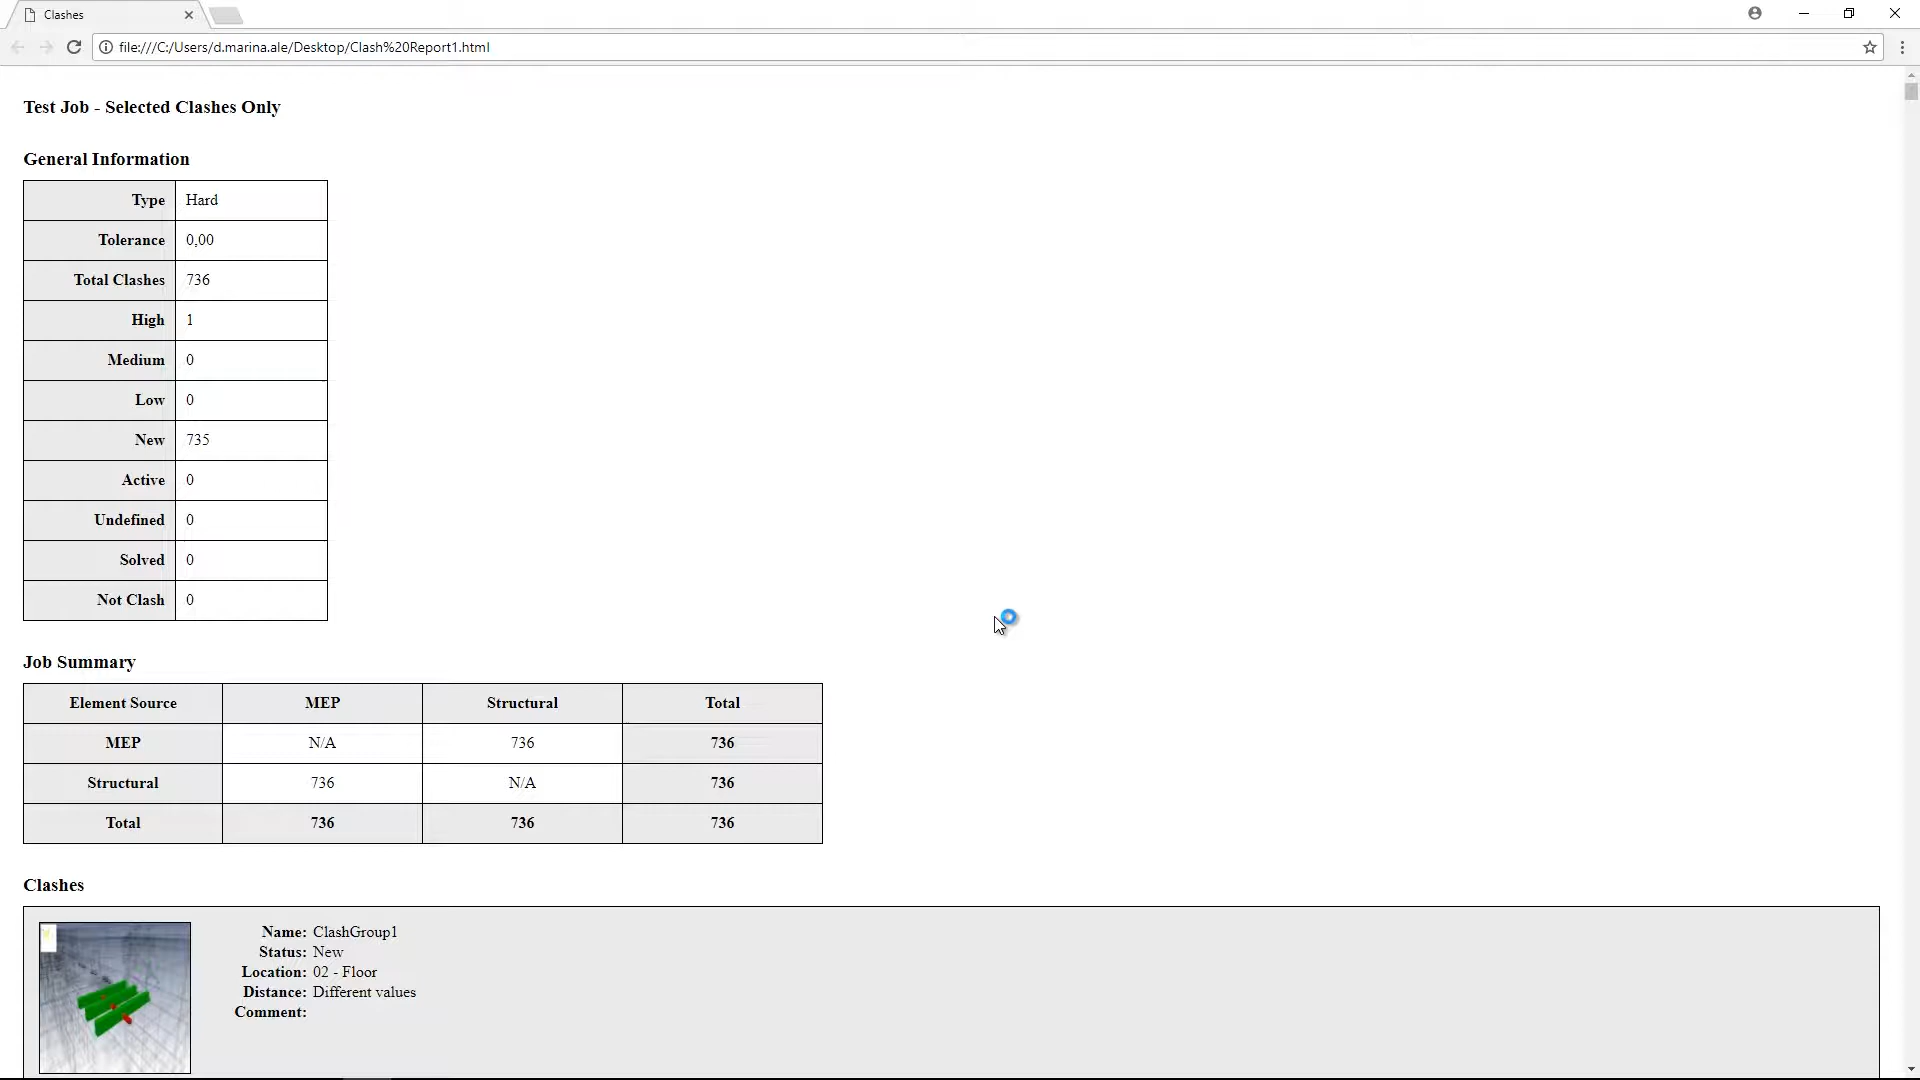 Clashes
file:///C:/Users/d.marina.ale/Desktop/Clash%20Report1.html
Test Job - Selected Clashes Only
General Information
Type Hard
Tolerance 0,00
Total Clashes 736
High 1
Medium 0
Low 0
New 735
Active 0
Undefined 0
Solved 0
Not Clash 0
Job Summary
Element Source MEP Structural Total
MEP N/A 736 736
Structural 736 N/A 736
Total 736 736 736
Clashes
Name: ClashGroup1
Status: New
Location: 02 - Floor
Distance: Different values
Comment: